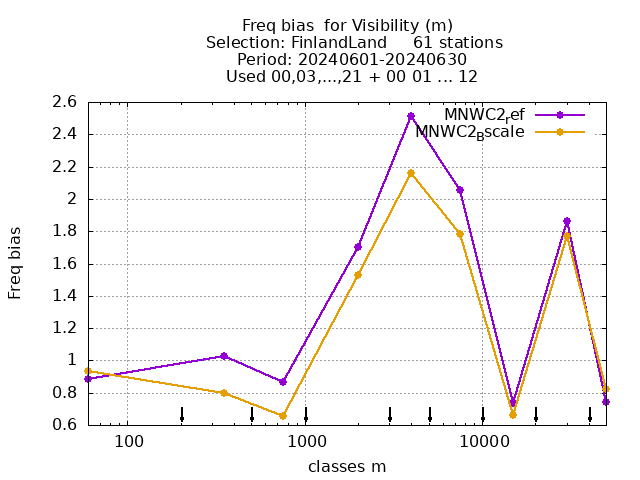 Freq bias  for Visibility (m)
Selection: FinlandLand     61 stations
Period: 20240601-20240630
Used 00,03,...,21 + 00 01 ... 12
MNWC2ref
MNWC2Bscale
2.6
2.4
2.2
2
1.8
1.6
1.4
1.2
1
0.8
0.6
Freq bias
100
1000
10000
classes m